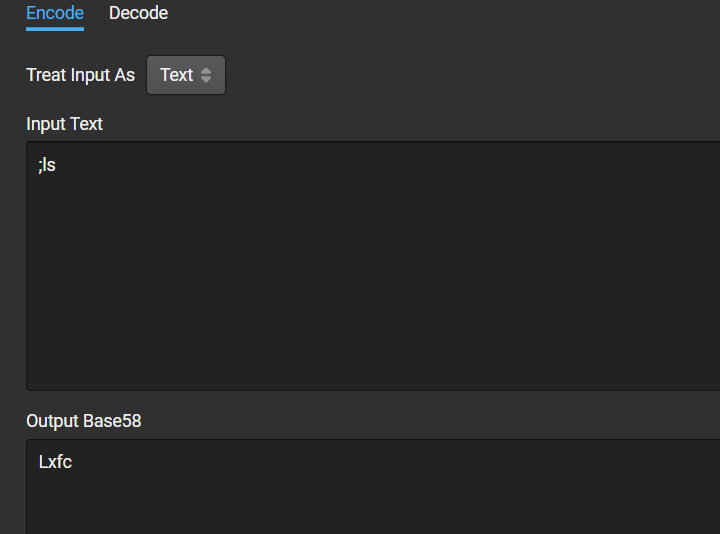 Encode Decode
Treat Input As Text
Input Text
;ls
Output Base58
Lxfc